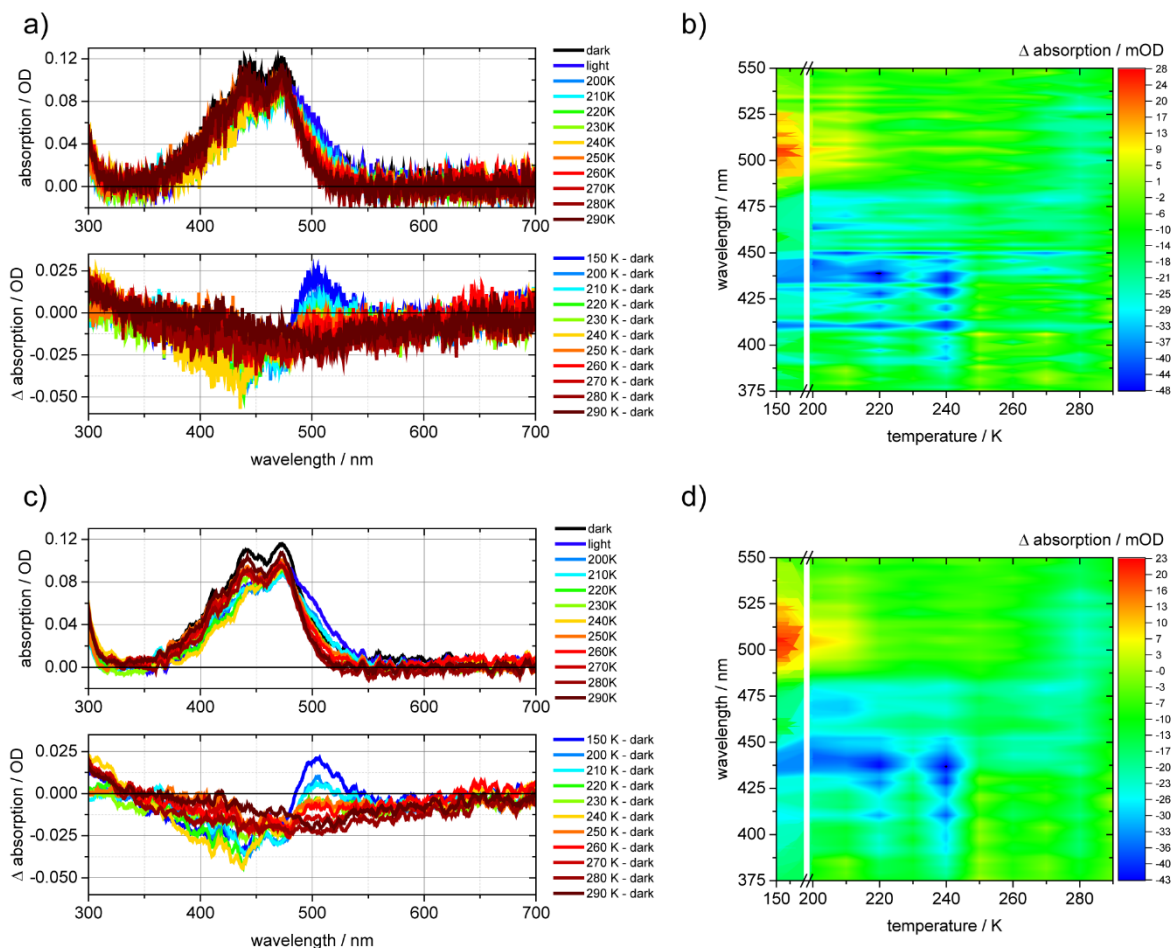 a)
absorption / OD
0.12
0.08
0.04
0.00
300
400
500
600
700
dark
light
200K
210K
220K
230K
240K
250K
260K
270K
280K
290K
Δ absorption / OD
0.025
0.000
-0.025
-0.050
300
400
500
600
700
wavelength / nm
150 K - dark
200 K - dark
210 K - dark
220 K - dark
230 K - dark
240 K - dark
250 K - dark
260 K - dark
270 K - dark
280 K - dark
290 K - dark
b)
Δ absorption / mOD
wavelength / nm
550
525
500
475
450
425
400
375
150 200 220 240 260 280
temperature / K
28
24
20
17
13
9
5
1
-2
-6
-10
-14
-18
-21
-25
-29
-33
-37
-40
-44
-48
c)
absorption / OD
0.12
0.08
0.04
0.00
300
400
500
600
700
dark
light
200K
210K
220K
230K
240K
250K
260K
270K
280K
290K
Δ absorption / OD
0.025
0.000
-0.025
-0.050
300
400
500
600
700
wavelength / nm
150 K - dark
200 K - dark
210 K - dark
220 K - dark
230 K - dark
240 K - dark
250 K - dark
260 K - dark
270 K - dark
280 K - dark
290 K - dark
d)
Δ absorption / mOD
wavelength / nm
550
525
500
475
450
425
400
375
150 200 220 240 260 280
temperature / K
23
20
16
13
10
7
3
-0
-3
-7
-10
-13
-17
-20
-23
-26
-30
-33
-36
-40
-43